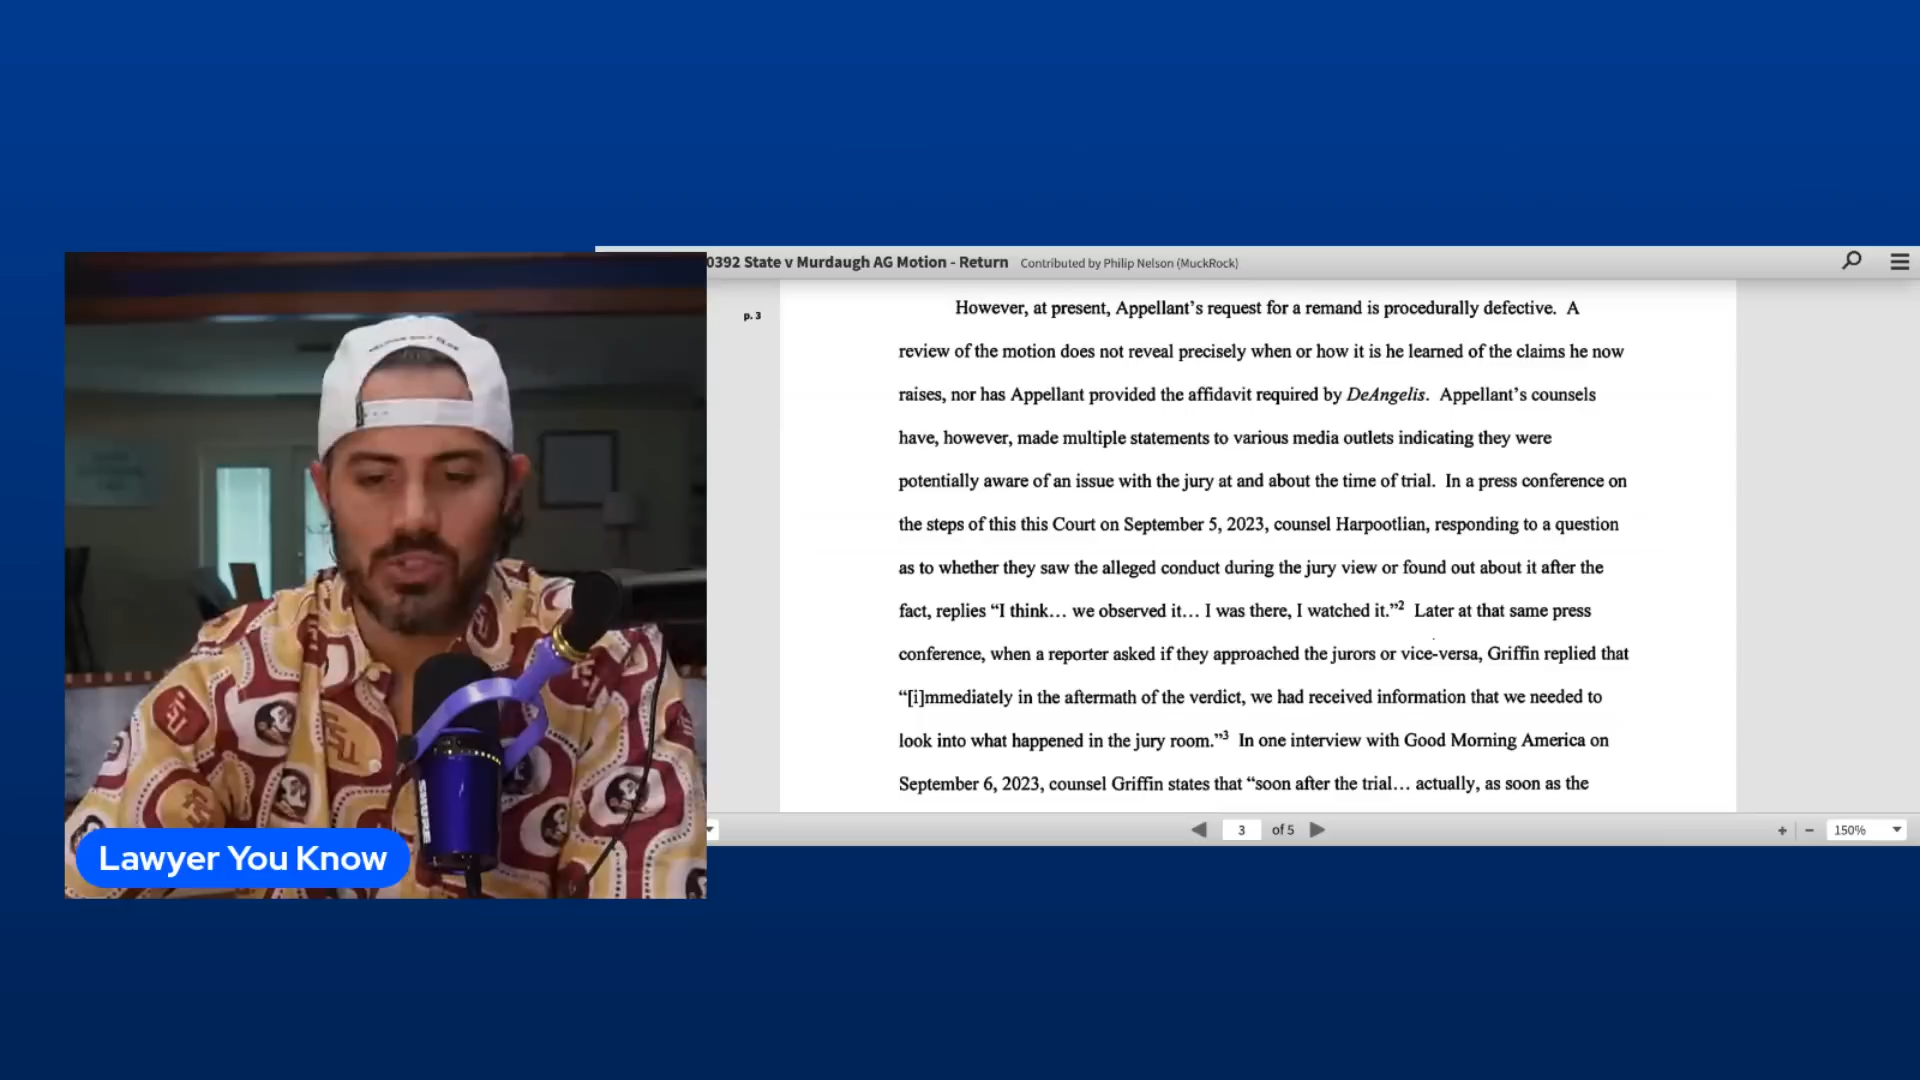 0392 State v Murdaugh AG Motion - Return Contributed by Philip Nelson (MuckRock)
p. 3
However, at present, Appellant's request for a remand is procedurally defective. A
review of the motion does not reveal precisely when or how it is he learned of the claims he now
raises, nor has Appellant provided the affidavit required by DeAngelis. Appellant's counsels
have, however, made multiple statements to various media outlets indicating they were
potentially aware of an issue with the jury at and about the time of trial. In a press conference on
the steps of this this Court on September 5, 2023, counsel Harpootlian, responding to a question
as to whether they saw the alleged conduct during the jury view or found out about it after the
fact, replies “I think… we observed it… I was there, I watched it.”2 Later at that same press
conference, when a reporter asked if they approached the jurors or vice-versa, Griffin replied that
“[i]mmediately in the aftermath of the verdict, we had received information that we needed to
look into what happened in the jury room.”3 In one interview with Good Morning America on
September 6, 2023, counsel Griffin states that “soon after the trial… actually, as soon as the
3 of 5
+ − 150%
SHURE
FSU
Lawyer You Know